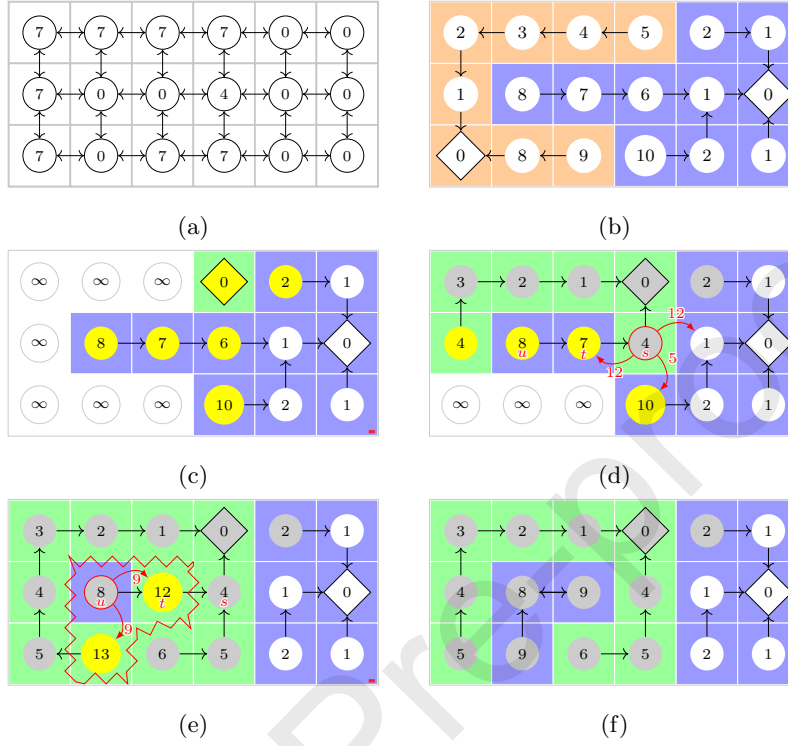 7 7 7 7 0 0
7 0 0 4 0 0
7 0 7 7 0 0
(a)
2 3 4 5 2 1
1 8 7 6 1 0
0 8 9 10 2 1
(b)
∞ ∞ ∞ 0 2 1
∞ 8 7 6 1 0
∞ ∞ ∞ 10 2 1
(c)
3 2 1 0 2 1
12
4 8 7 4 1 0
u t s
12 5
∞ ∞ ∞ 10 2 1
(d)
3 2 1 0 2 1
9
4 8 12 4 1 0
u t s
9
5 13 6 5 2 1
(e)
3 2 1 0 2 1
4 8 9 4 1 0
5 9 6 5 2 1
(f)
Pre-pro